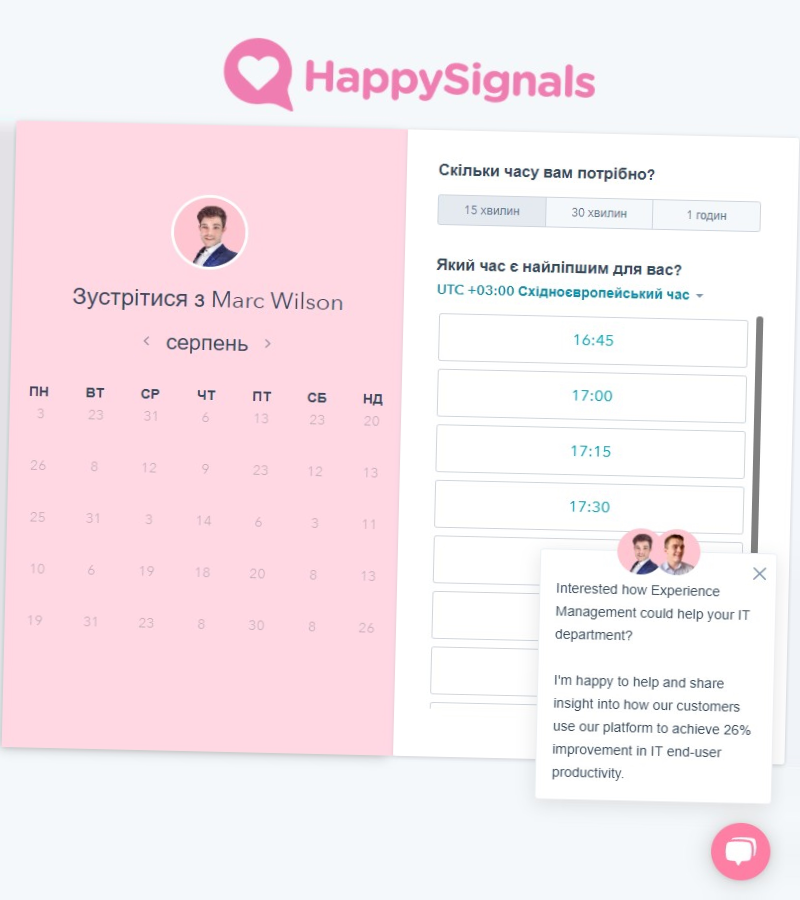 HappySignals
Зустрітися з Marc Wilson
серпень
ПН ВТ СР ЧТ ПТ СБ НД
3 23 31 6 13 23 20
26 8 12 9 23 12 13
25 31 3 14 6 3 11
10 6 19 18 20 8 13
19 31 23 8 30 8 26
Скільки часу вам потрібно?
15 хвилин 30 хвилин 1 годин
Який час є найліпшим для вас?
UTC +03:00 Східноєвропейський час
16:45
17:00
17:15
17:30
Interested how Experience
Management could help your IT
department?
I'm happy to help and share
insight into how our customers
use our platform to achieve 26%
improvement in IT end-user
productivity.